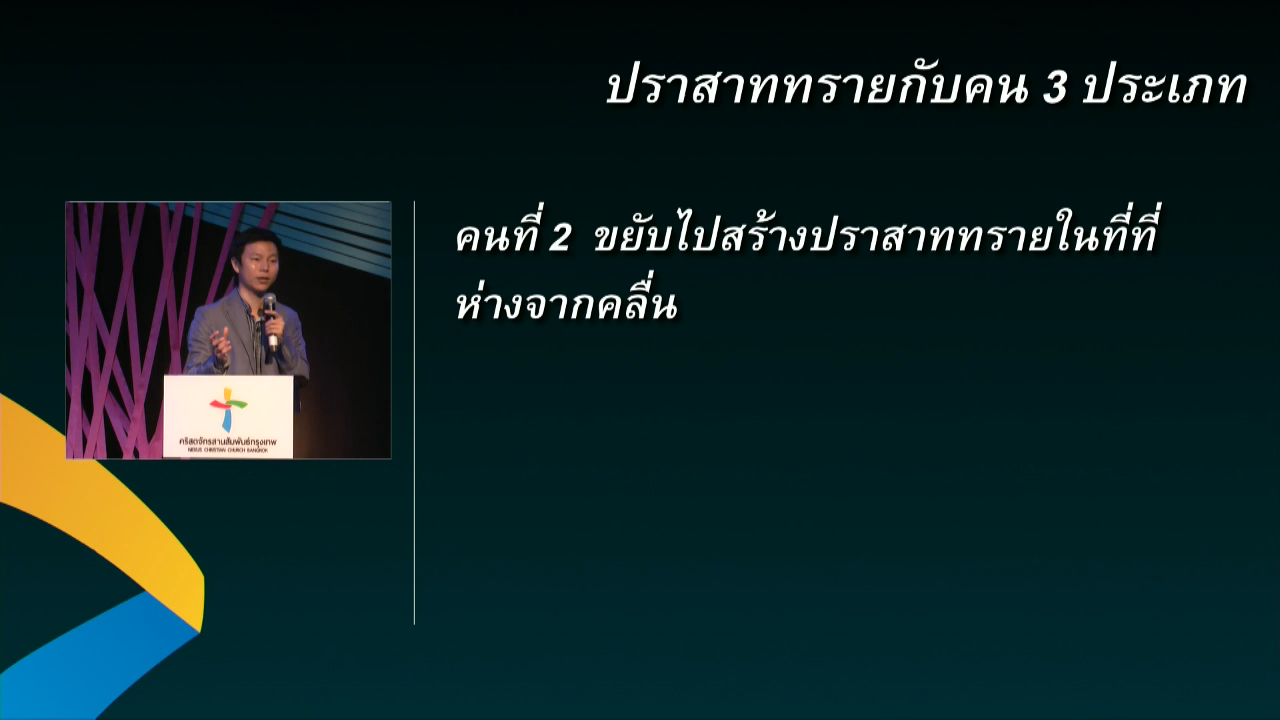 ปราสาททรายกับคน 3 ประเภท
คนที่ 2 ขยับไปสร้างปราสาททรายในที่ที่
ห่างจากคลื่น
คริสตจักรสานสัมพันธ์กรุงเทพ
NEXUS CHRISTIAN CHURCH BANGKOK